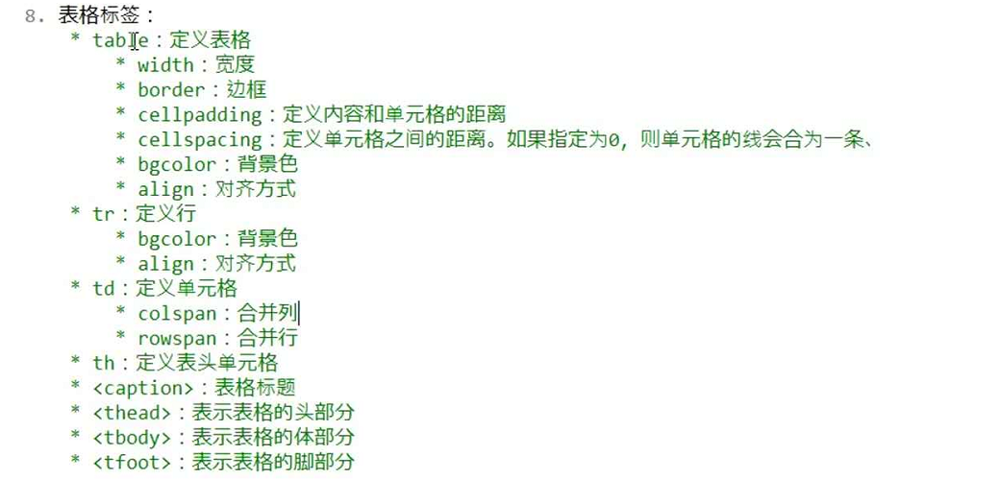 8. 表格标签：
* table：定义表格
* width：宽度
* border：边框
* cellpadding：定义内容和单元格的距离
* cellspacing：定义单元格之间的距离。如果指定为0，则单元格的线会合为一条、
* bgcolor：背景色
* align：对齐方式
* tr：定义行
* bgcolor：背景色
* align：对齐方式
* td：定义单元格
* colspan：合并列
* rowspan：合并行
* th：定义表头单元格
* <caption>：表格标题
* <thead>：表示表格的头部分
* <tbody>：表示表格的体部分
* <tfoot>：表示表格的脚部分